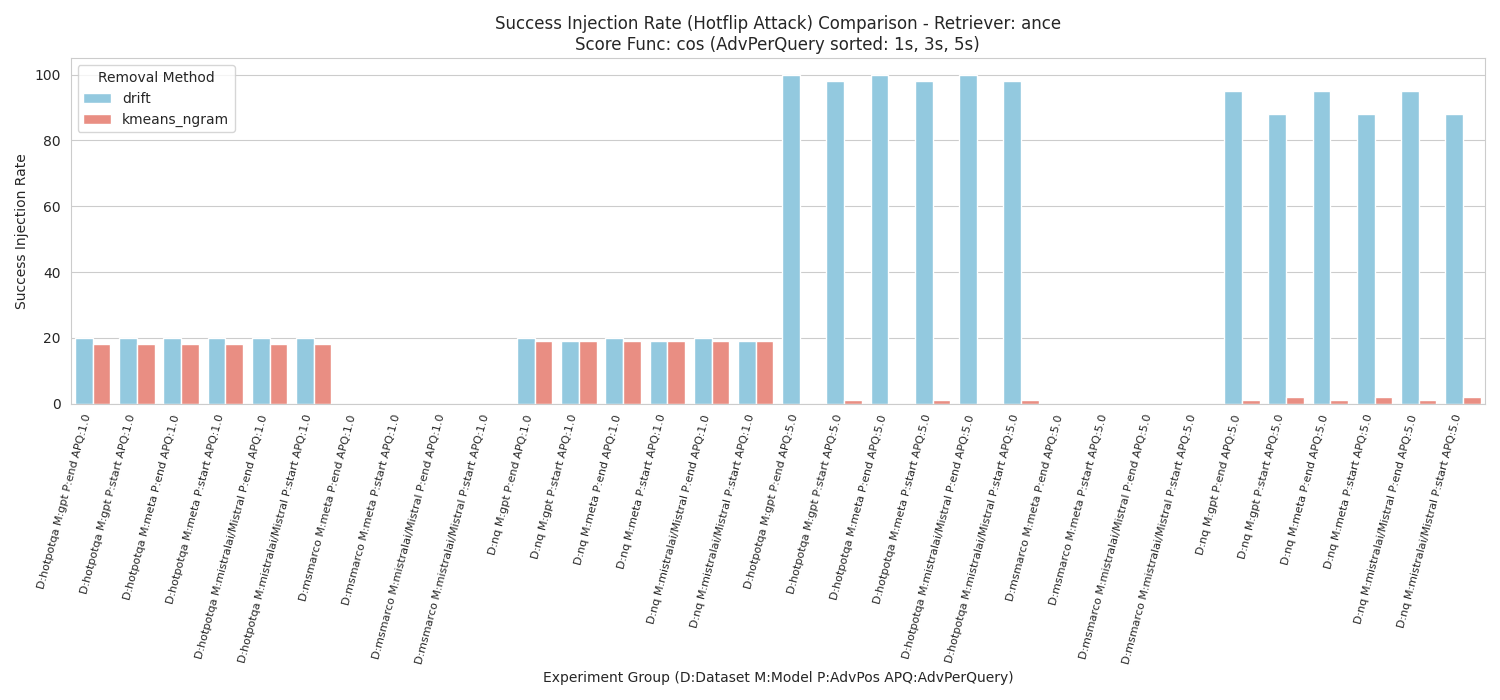 Success Injection Rate (Hotflip Attack) Comparison - Retriever: ance
Score Func: cos (AdvPerQuery sorted: 1s, 3s, 5s)
Removal Method
drift
kmeans_ngram
Success Injection Rate
100
80
60
40
20
0
D:hotpotqa M:gpt P:end APQ:1.0
D:hotpotqa M:gpt P:start APQ:1.0
D:hotpotqa M:meta P:end APQ:1.0
D:hotpotqa M:meta P:start APQ:1.0
D:hotpotqa M:mistralai/Mistral P:end APQ:1.0
D:hotpotqa M:mistralai/Mistral P:start APQ:1.0
D:msmarco M:meta P:end APQ:1.0
D:msmarco M:meta P:start APQ:1.0
D:msmarco M:mistralai/Mistral P:end APQ:1.0
D:msmarco M:mistralai/Mistral P:start APQ:1.0
D:nq M:gpt P:end APQ:1.0
D:nq M:gpt P:start APQ:1.0
D:nq M:meta P:end APQ:1.0
D:nq M:meta P:start APQ:1.0
D:nq M:mistralai/Mistral P:end APQ:1.0
D:nq M:mistralai/Mistral P:start APQ:1.0
D:hotpotqa M:gpt P:end APQ:5.0
D:hotpotqa M:gpt P:start APQ:5.0
D:hotpotqa M:meta P:end APQ:5.0
D:hotpotqa M:meta P:start APQ:5.0
D:hotpotqa M:mistralai/Mistral P:end APQ:5.0
D:hotpotqa M:mistralai/Mistral P:start APQ:5.0
D:msmarco M:meta P:end APQ:5.0
D:msmarco M:meta P:start APQ:5.0
D:msmarco M:mistralai/Mistral P:end APQ:5.0
D:msmarco M:mistralai/Mistral P:start APQ:5.0
D:nq M:gpt P:end APQ:5.0
D:nq M:gpt P:start APQ:5.0
D:nq M:meta P:end APQ:5.0
D:nq M:meta P:start APQ:5.0
D:nq M:mistralai/Mistral P:end APQ:5.0
D:nq M:mistralai/Mistral P:start APQ:5.0
Experiment Group (D:Dataset M:Model P:AdvPos APQ:AdvPerQuery)